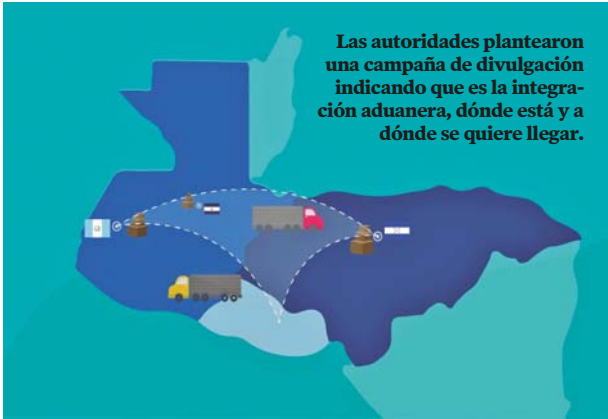 Las autoridades plantearon
una campaña de divulgación
indicando que es la integra-
ción aduanera, dónde está y a
dónde se quiere llegar.